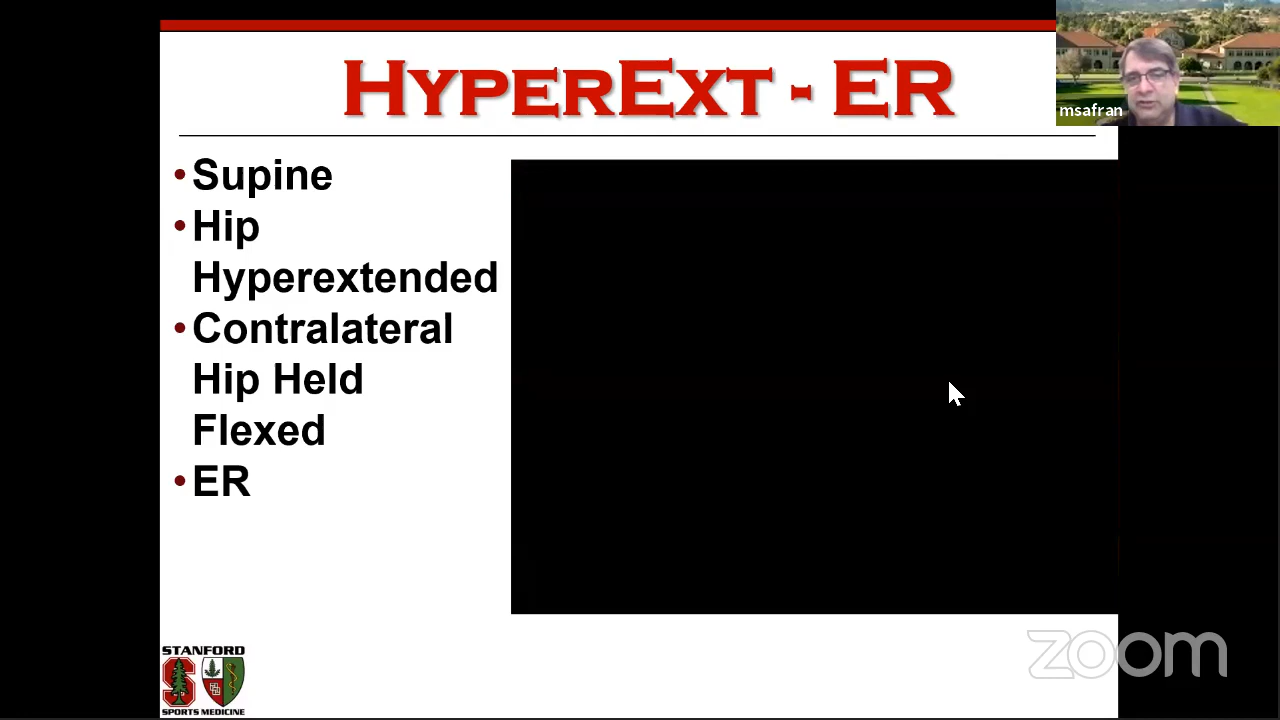 HYPEREXT - ER
msafran
•Supine
•Hip
Hyperextended
•Contralateral
Hip Held
Flexed
•ER
STANFORD
S
SPORTS MEDICINE
zoom